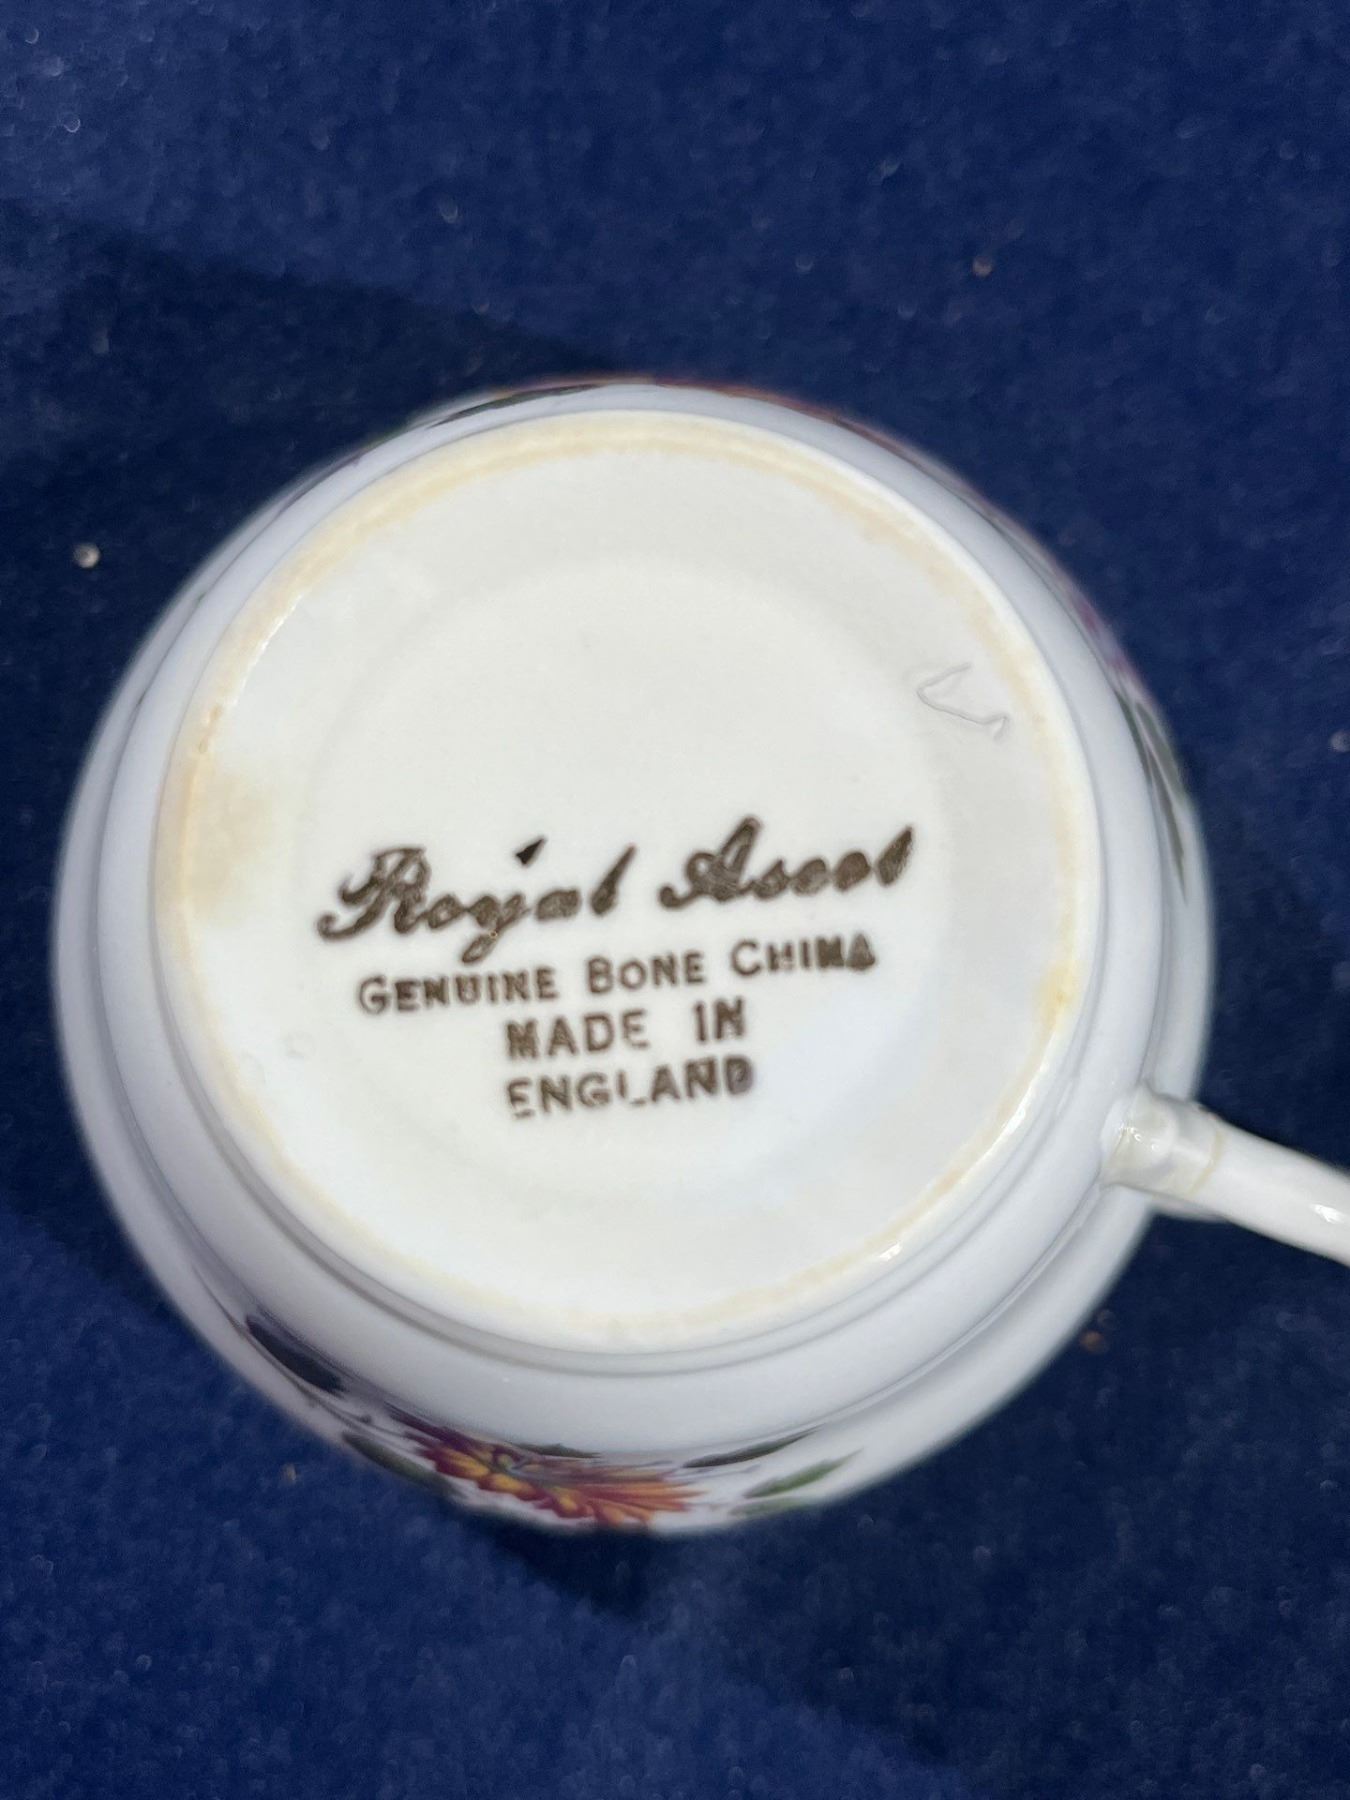 Royal Ascot
GENUINE BONE CHINA
MADE IN
ENGLAND